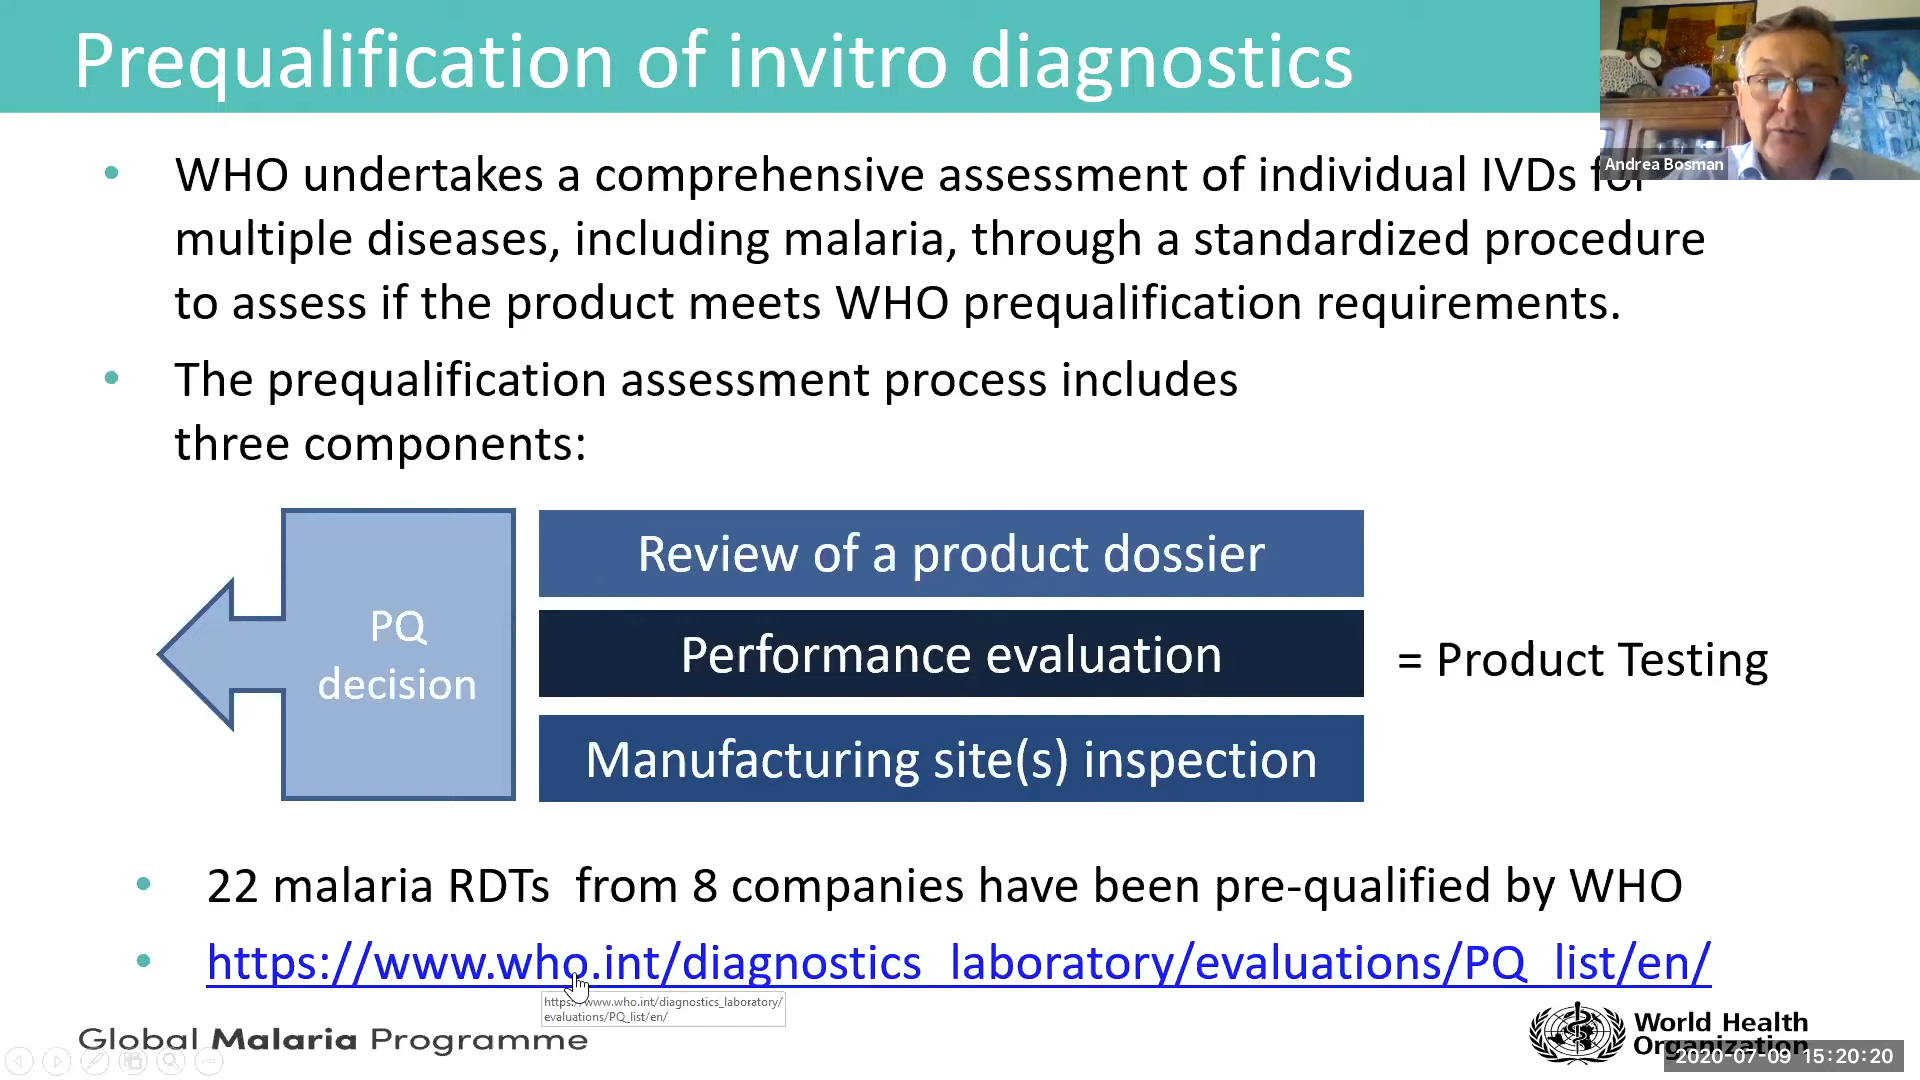 Prequalification of invitro diagnostics
Andrea Bosman
WHO undertakes a comprehensive assessment of individual IVDs for
multiple diseases, including malaria, through a standardized procedure
to assess if the product meets WHO prequalification requirements.
The prequalification assessment process includes
three components:
PQ
decision
Review of a product dossier
Performance evaluation
= Product Testing
Manufacturing site(s) inspection
22 malaria RDTs from 8 companies have been pre-qualified by WHO
https://www.who.int/diagnostics_laboratory/evaluations/PQ_list/en/
https://www.who.int/diagnostics_laboratory/
evaluations/PQ_list/en/
Global Malaria Programme
World Health
Organization
2020-07-09 15:20:20